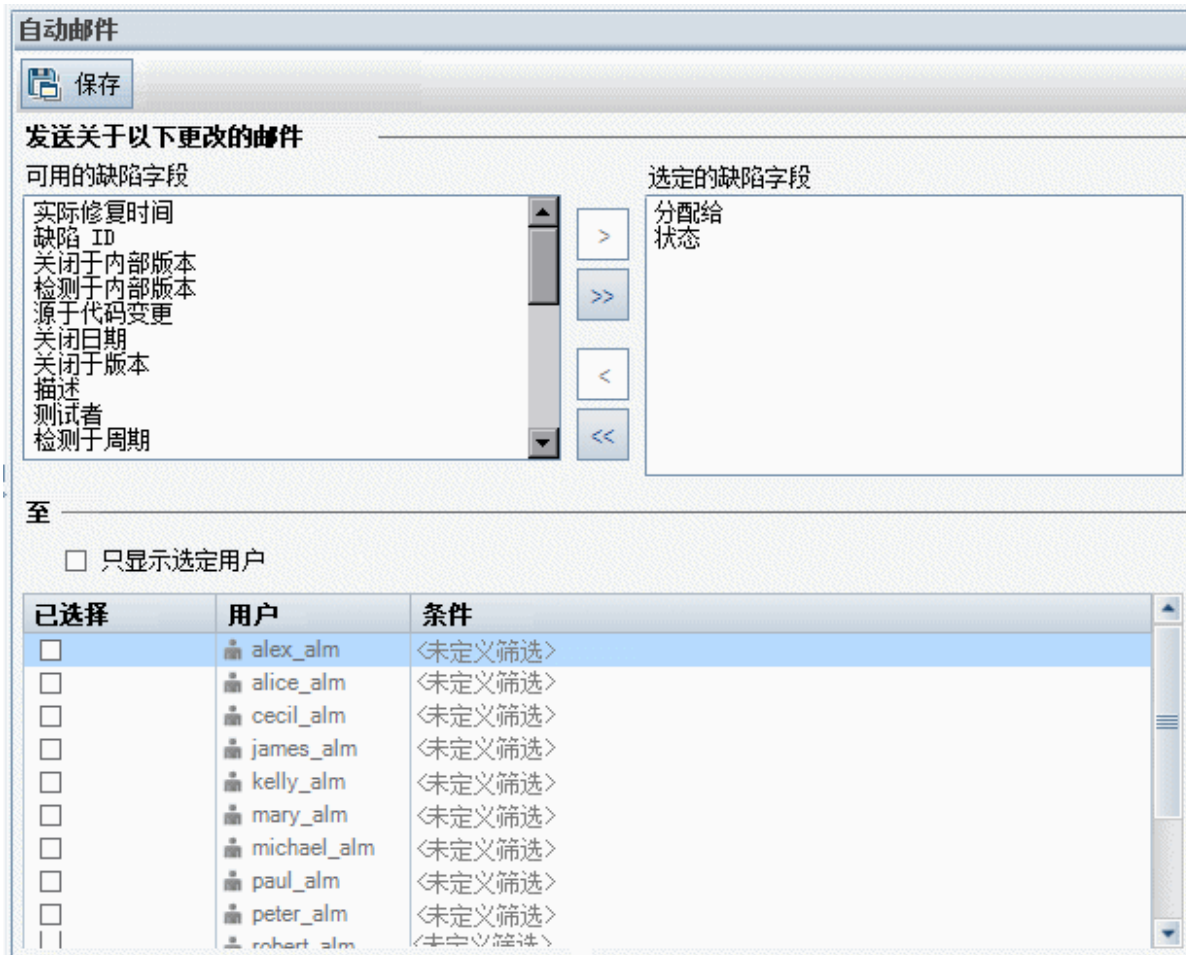 自动邮件
保存
发送关于以下更改的邮件
可用的缺陷字段
实际修复时间
缺陷 ID
关闭于内部版本
检测于内部版本
源于代码变更
关闭日期
关闭于版本
描述
测试者
检测于周期
>
>>
<
<<
选定的缺陷字段
分配给
状态
至
只显示选定用户
已选择 用户 条件
alex_alm <未定义筛选>
alice_alm <未定义筛选>
cecil_alm <未定义筛选>
james_alm <未定义筛选>
kelly_alm <未定义筛选>
mary_alm <未定义筛选>
michael_alm <未定义筛选>
paul_alm <未定义筛选>
peter_alm <未定义筛选>
robert_alm <未定义筛选>